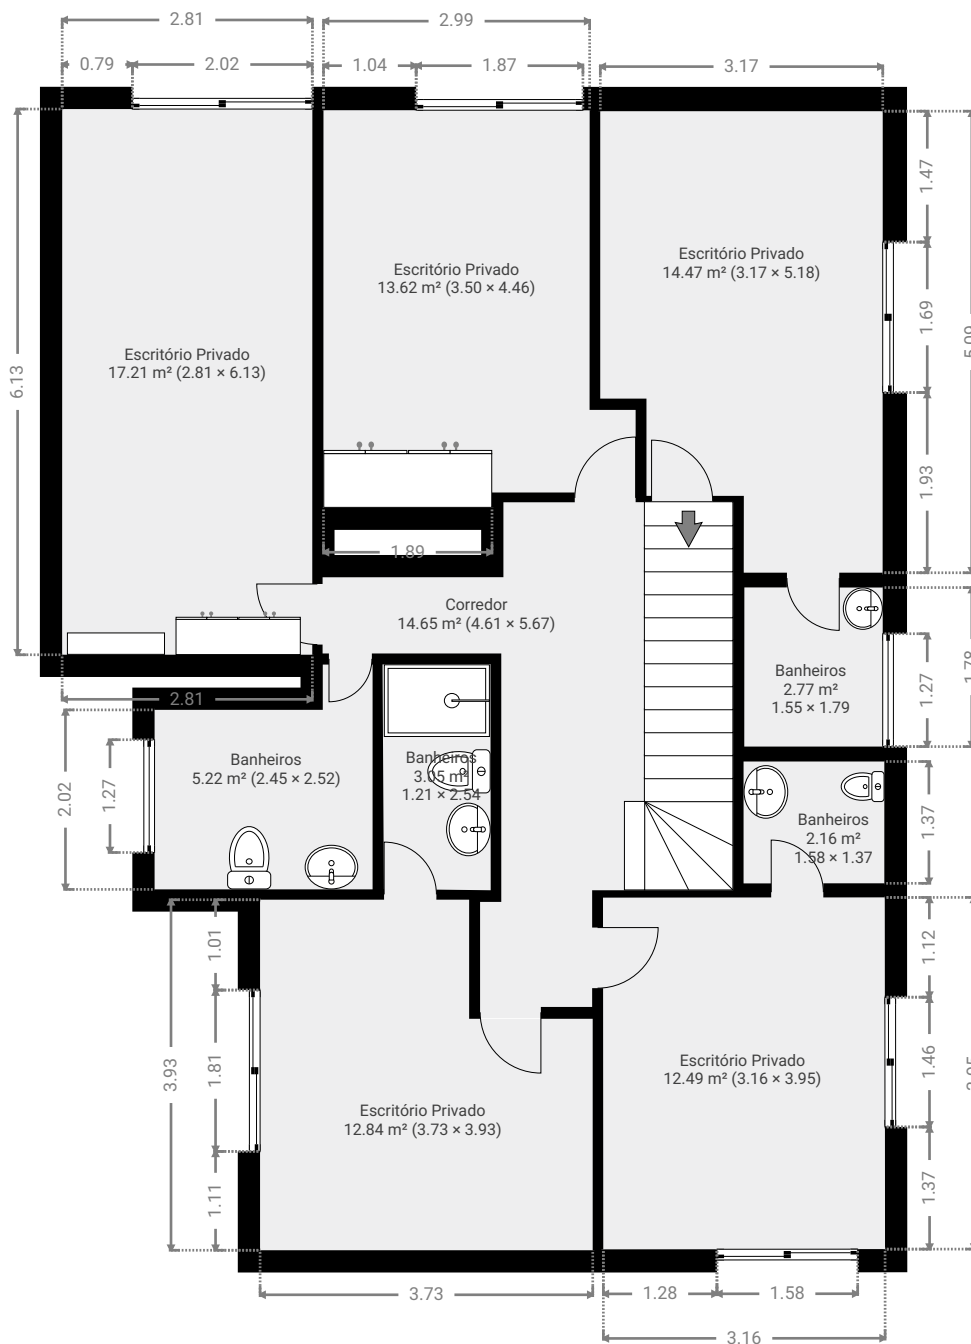 2.81
2.99
0.79
2.02
1.04
1.87
3.17
1.47
Escritório Privado
14.47 m² (3.17 × 5.18)
Escritório Privado
13.62 m² (3.50 × 4.46)
1.69
5.09
Escritório Privado
17.21 m² (2.81 × 6.13)
6.13
1.93
1.89
Corredor
14.65 m² (4.61 × 5.67)
Banheiros
2.77 m²
1.55 × 1.79
1.27
1.78
2.81
Banheiros
5.22 m² (2.45 × 2.52)
Banheiros
3.05 m²
1.21 × 2.54
2.02
1.27
Banheiros
2.16 m²
1.58 × 1.37
1.37
1.01
1.12
3.93
1.81
Escritório Privado
12.49 m² (3.16 × 3.95)
1.46
3.95
Escritório Privado
12.84 m² (3.73 × 3.93)
1.11
1.37
3.73
1.28
1.58
3.16